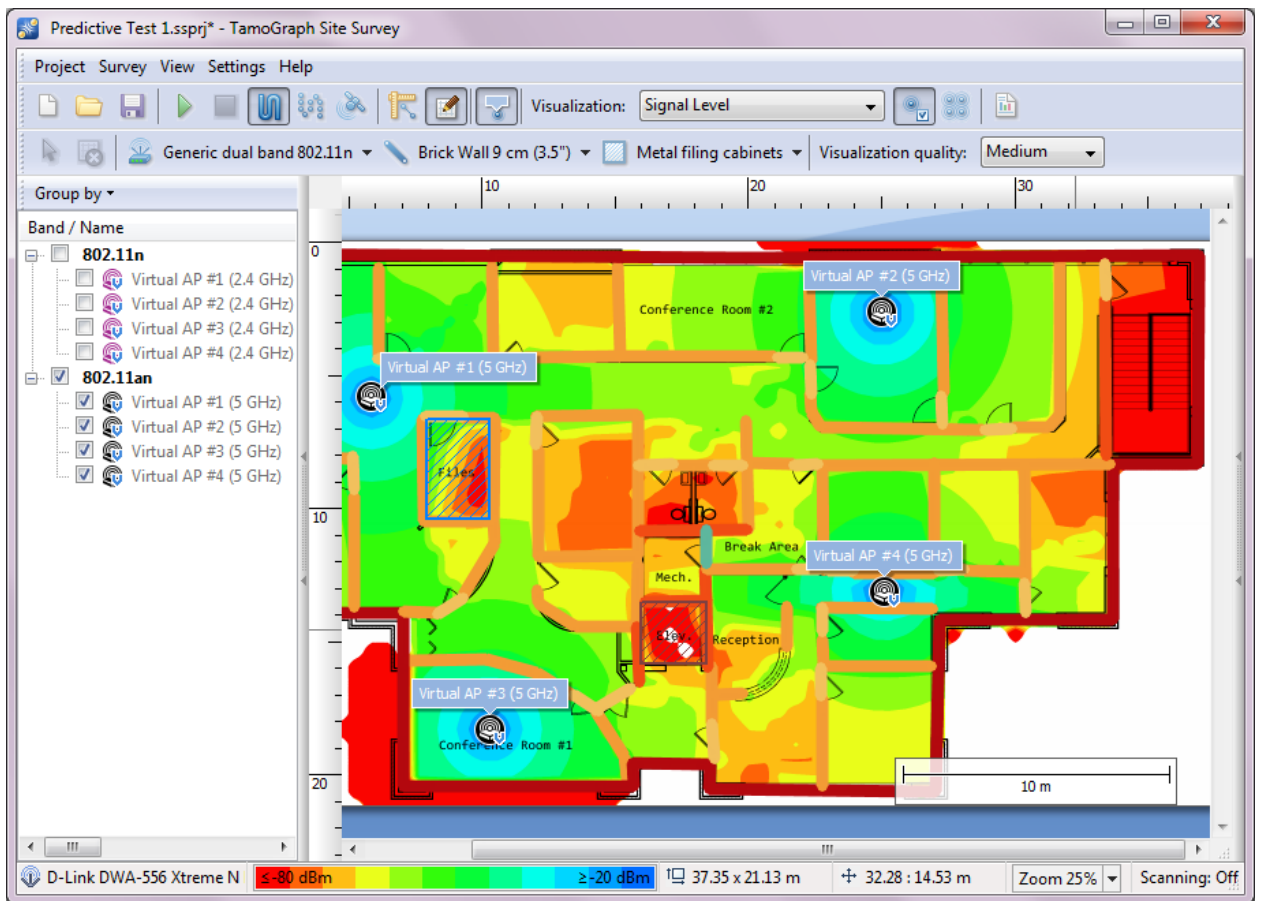 Predictive Test 1.ssprj* - TamoGraph Site Survey
Project Survey View Settings Help
Visualization: Signal Level
Generic dual band 802.11n Brick Wall 9 cm (3.5") Metal filing cabinets Visualization quality: Medium
Group by
10 20 30
Band / Name
802.11n
Virtual AP #1 (2.4 GHz)
Virtual AP #2 (2.4 GHz)
Virtual AP #3 (2.4 GHz)
Virtual AP #4 (2.4 GHz)
802.11an
Virtual AP #1 (5 GHz)
Virtual AP #2 (5 GHz)
Virtual AP #3 (5 GHz)
Virtual AP #4 (5 GHz)
0
10
20
Virtual AP #2 (5 GHz)
Conference Room #2
Virtual AP #1 (5 GHz)
Files
Break Area
Virtual AP #4 (5 GHz)
Mech.
Elev.
Reception
Virtual AP #3 (5 GHz)
Conference Room #1
10 m
D-Link DWA-556 Xtreme N ≤-80 dBm ≥-20 dBm 37.35 x 21.13 m 32.28 : 14.53 m Zoom 25% Scanning: Off